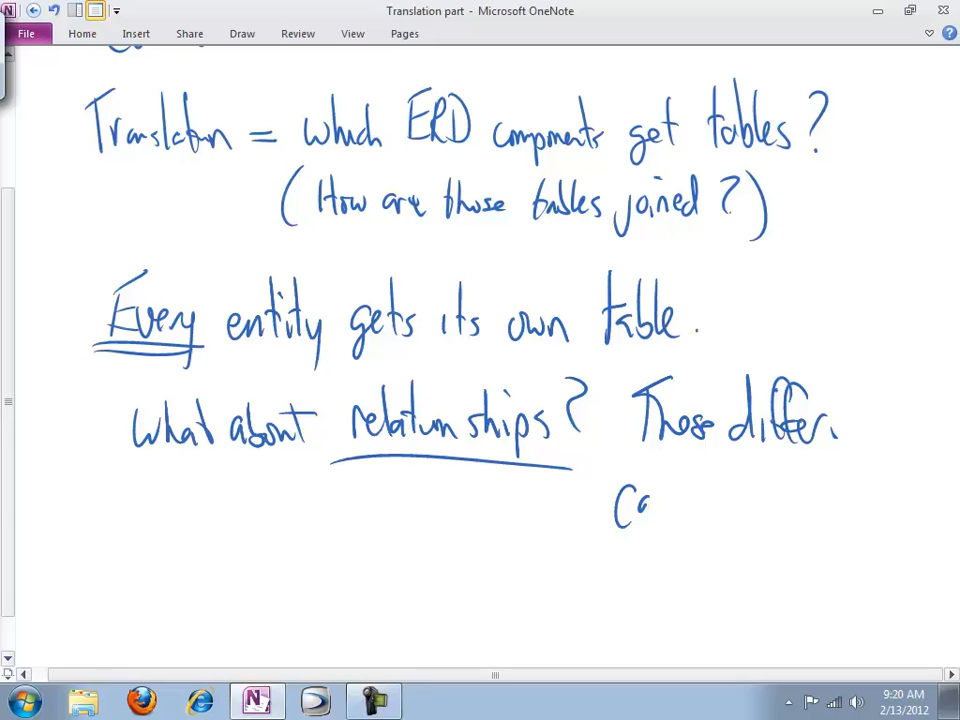 Translation part - Microsoft OneNote
File Home Insert Share Draw Review View Pages
Translation = which ERD components get tables?
(How are those tables joined?)
Every entity gets its own table.
What about relationships? Those differ.
(a
9:20 AM
2/13/2012